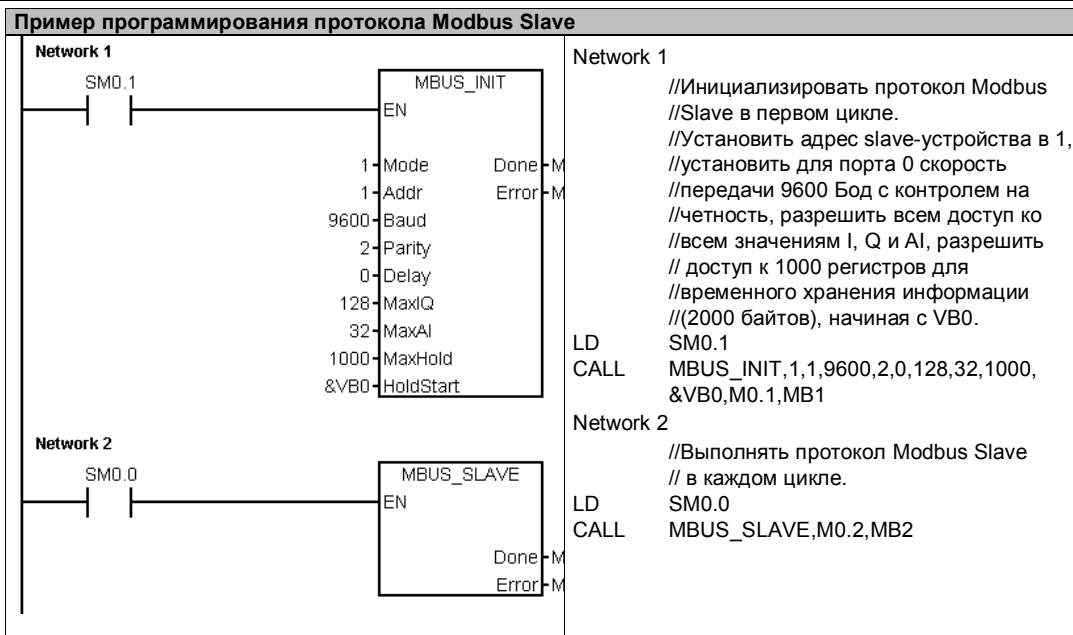 Пример программирования протокола Modbus Slave
Network 1
SM0.1
MBUS_INIT
EN
1 Mode Done M
1 Addr Error M
9600 Baud
2 Parity
0 Delay
128 MaxIQ
32 MaxAI
1000 MaxHold
&VB0 HoldStart
Network 2
SM0.0
MBUS_SLAVE
EN
Done M
Error M
Network 1
//Инициализировать протокол Modbus
//Slave в первом цикле.
//Установить адрес slave-устройства в 1,
//установить для порта 0 скорость
//передачи 9600 Бод с контролем на
//четность, разрешить всем доступ ко
//всем значениям I, Q и AI, разрешить
// доступ к 1000 регистров для
//временного хранения информации
//(2000 байтов), начиная с VB0.
LD SM0.1
CALL MBUS_INIT,1,1,9600,2,0,128,32,1000,
&VB0,M0.1,MB1
Network 2
//Выполнять протокол Modbus Slave
// в каждом цикле.
LD SM0.0
CALL MBUS_SLAVE,M0.2,MB2